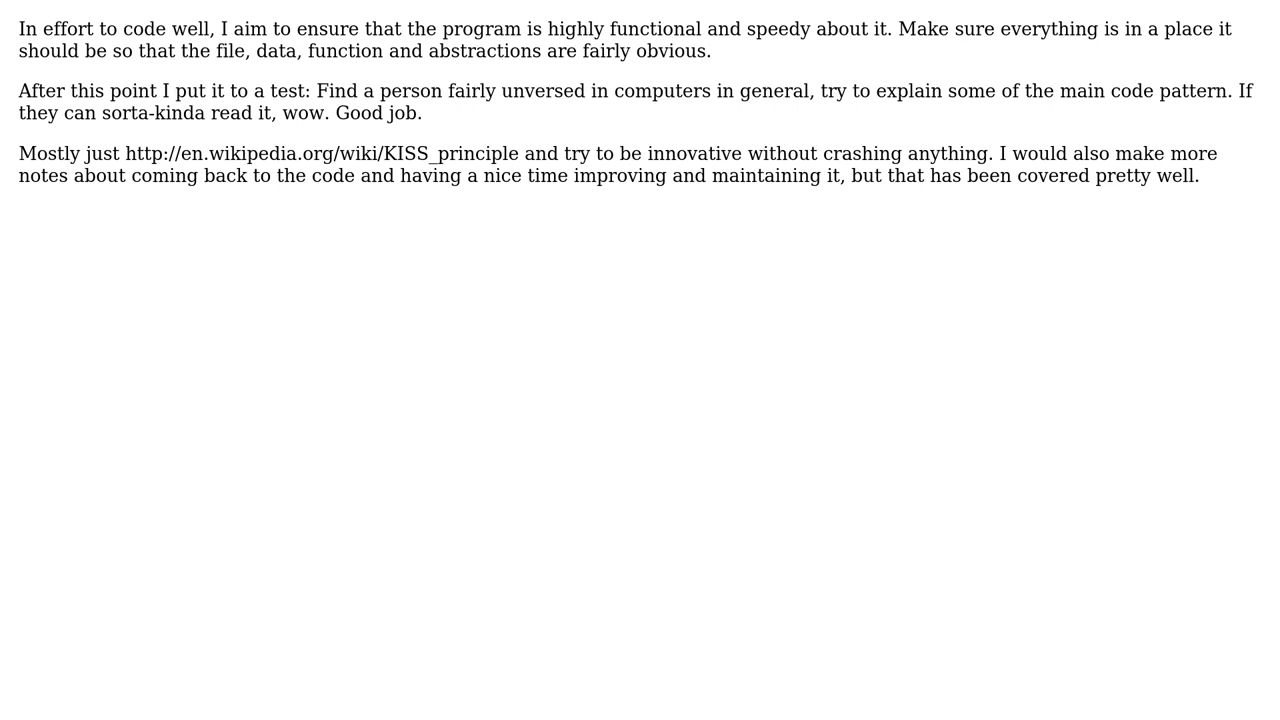 In effort to code well, I aim to ensure that the program is highly functional and speedy about it. Make sure everything is in a place it
should be so that the file, data, function and abstractions are fairly obvious.
After this point I put it to a test: Find a person fairly unversed in computers in general, try to explain some of the main code pattern. If
they can sorta-kinda read it, wow. Good job.
Mostly just http://en.wikipedia.org/wiki/KISS_principle and try to be innovative without crashing anything. I would also make more
notes about coming back to the code and having a nice time improving and maintaining it, but that has been covered pretty well.